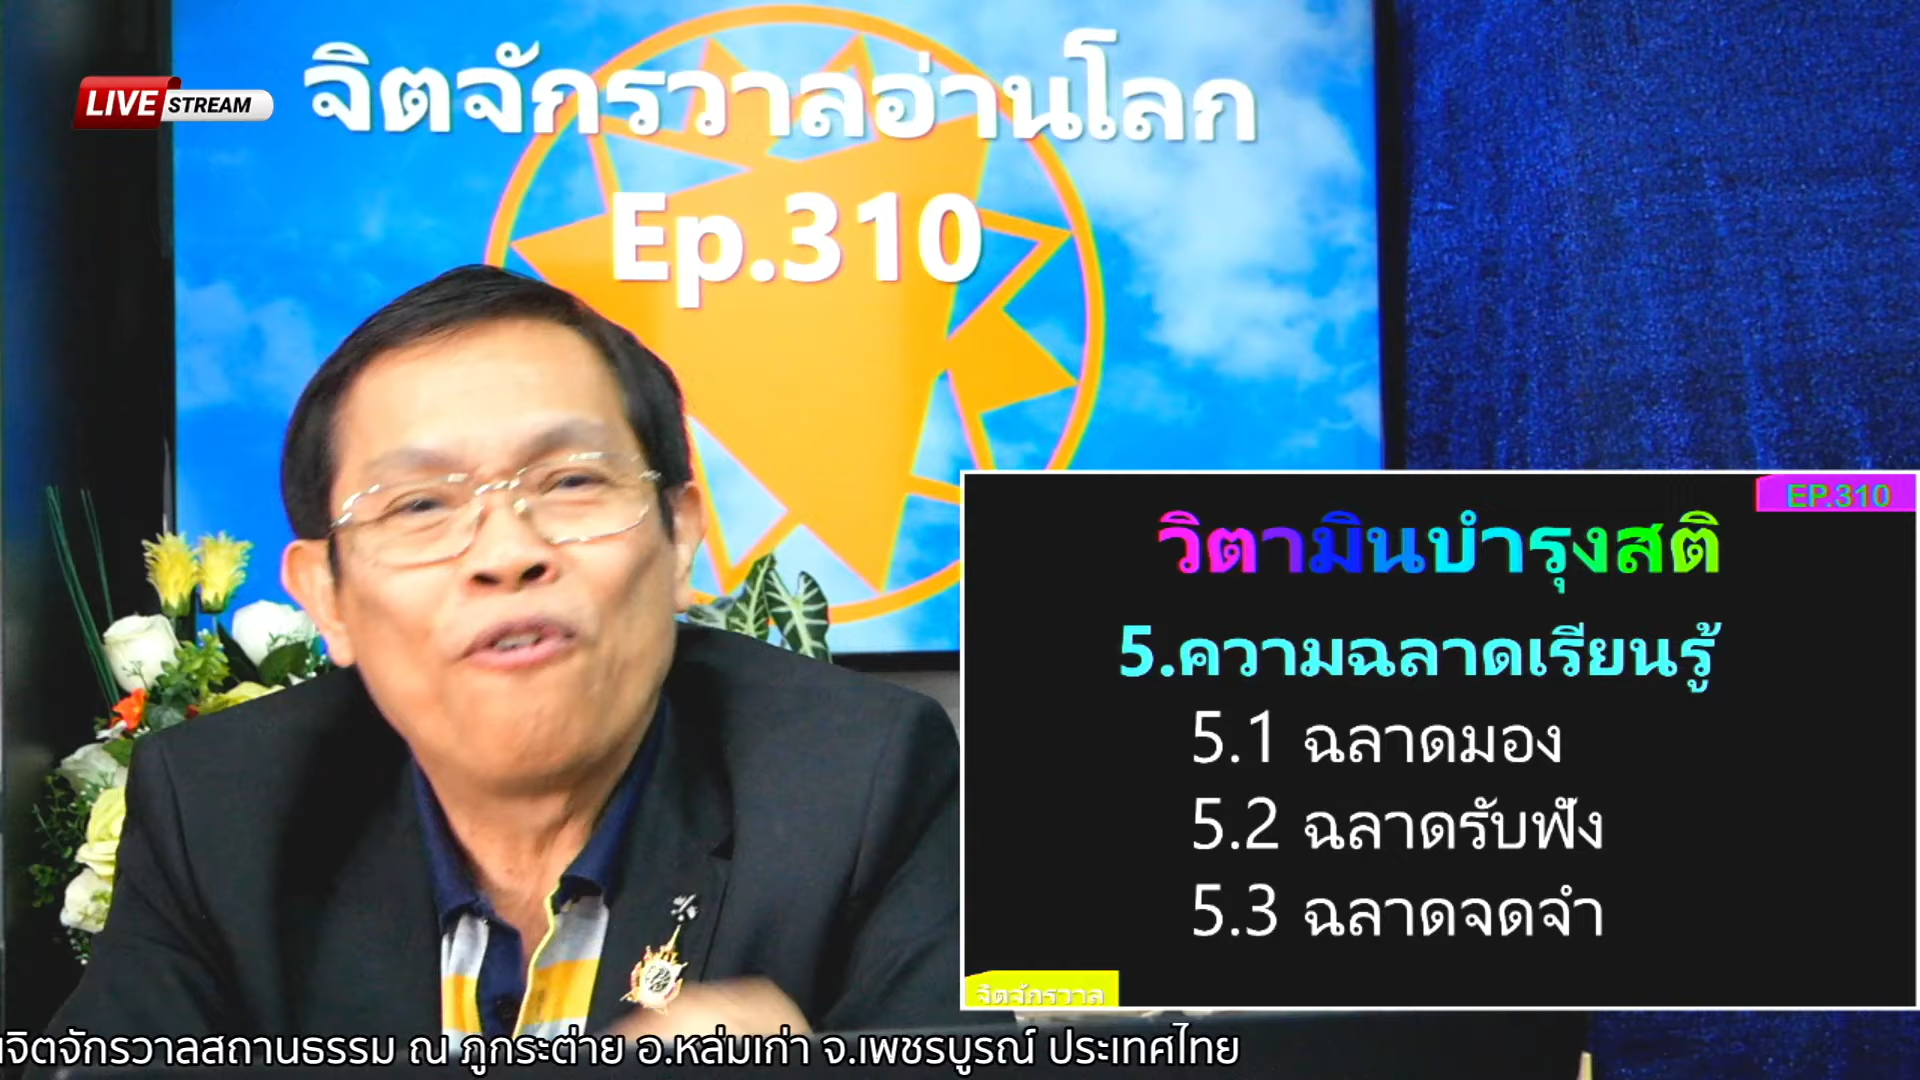 LIVE STREAM
จิตจักรวาลอ่านโลก
Ep.310
EP.310
วิตามินบำรุงสติ
5.ความฉลาดเรียนรู้
5.1 ฉลาดมอง
5.2 ฉลาดรับฟัง
5.3 ฉลาดจดจำ
จิตจักรวาล
จิตจักรวาลสถานธรรม ณ ภูกระต่าย อ.หล่มเก่า จ.เพชรบูรณ์ ประเทศไทย